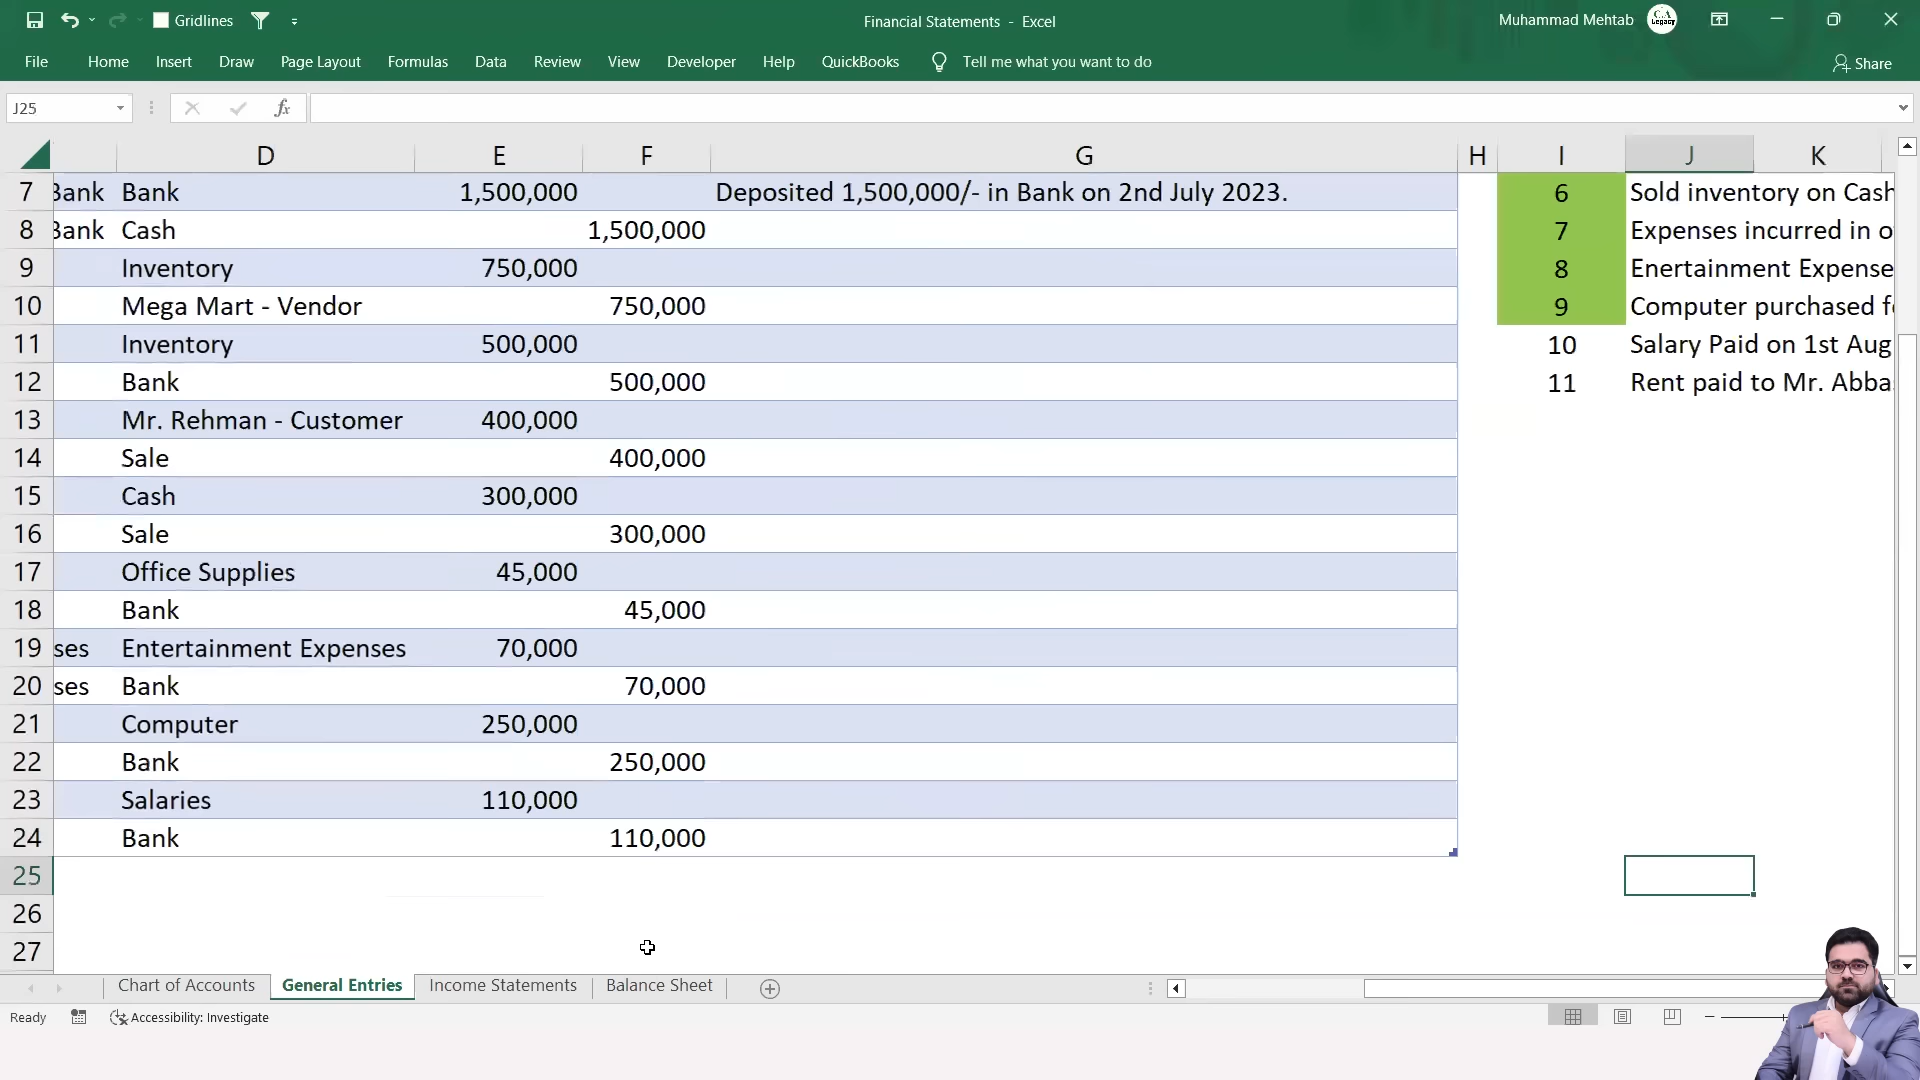 Gridlines
Financial Statements - Excel
Muhammad Mehtab
CA Legacy
File Home Insert Draw Page Layout Formulas Data Review View Developer Help QuickBooks Tell me what you want to do Share
J25 fx
D E F G H I J K
7 Bank Bank 1,500,000 Deposited 1,500,000/- in Bank on 2nd July 2023. 6 Sold inventory on Cash
8 Bank Cash 1,500,000 7 Expenses incurred in o
9 Inventory 750,000 8 Enertainment Expense
10 Mega Mart - Vendor 750,000 9 Computer purchased fo
11 Inventory 500,000 10 Salary Paid on 1st Aug
12 Bank 500,000 11 Rent paid to Mr. Abba
13 Mr. Rehman - Customer 400,000
14 Sale 400,000
15 Cash 300,000
16 Sale 300,000
17 Office Supplies 45,000
18 Bank 45,000
19 ses Entertainment Expenses 70,000
20 ses Bank 70,000
21 Computer 250,000
22 Bank 250,000
23 Salaries 110,000
24 Bank 110,000
25
26
27
Chart of Accounts General Entries Income Statements Balance Sheet
Ready Accessibility: Investigate